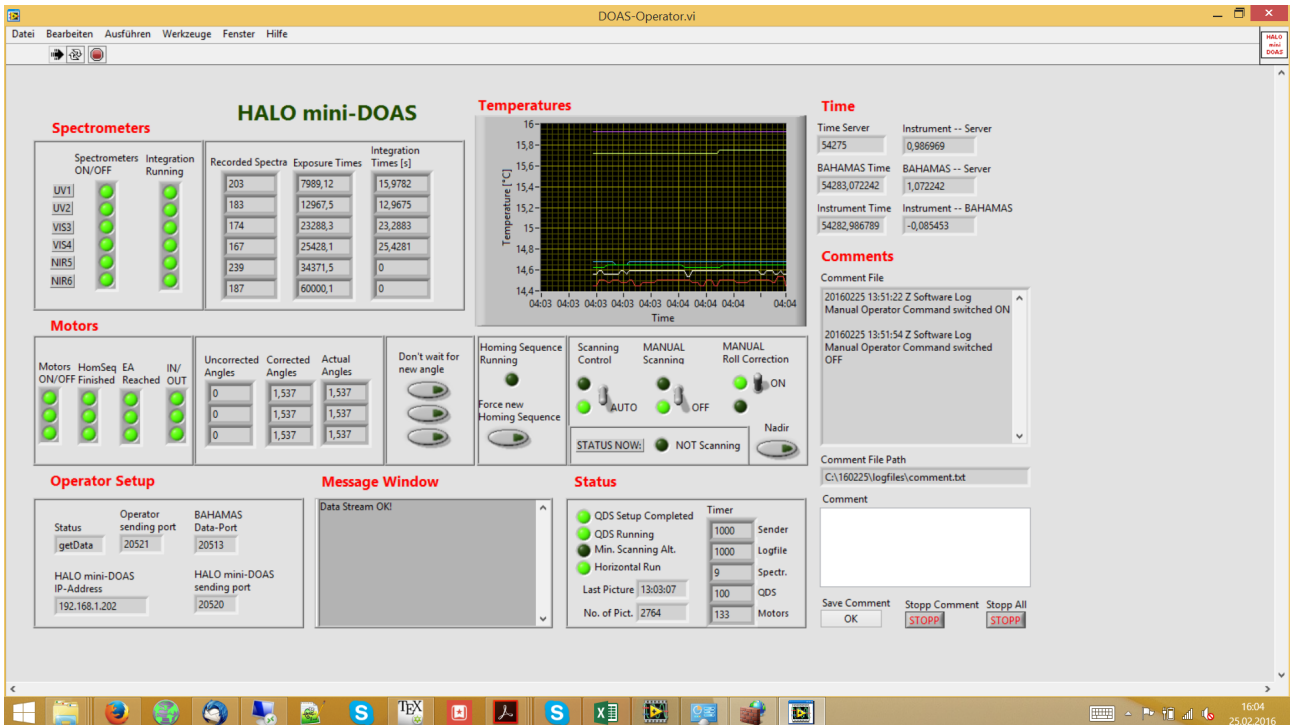 DOAS-Operator.vi
Datei Bearbeiten Ausführen Werkzeuge Fenster Hilfe
HALO
mini
DOAS
HALO mini-DOAS
Spectrometers
Spectrometers
ON/OFF
Integration
Running
Recorded Spectra
Exposure Times
Integration
Times [s]
UV1 203 7989,12 15,9782
UV2 183 12967,5 12,9675
VIS3 174 23288,3 23,2883
VIS4 167 25428,1 25,4281
NIR5 239 34371,5 0
NIR6 187 60000,1 0
Temperatures
Temperature [°C]
16
15,8
15,6
15,4
15,2
15
14,8
14,6
14,4
04:03 04:03 04:03 04:03 04:03 04:04 04:04 04:04 04:04
Time
Time
Time Server
Instrument -- Server
54275
0,986969
BAHAMAS Time
BAHAMAS -- Server
54283,072242
1,072242
Instrument Time
Instrument -- BAHAMAS
54282,986789
-0,085453
Comments
Comment File
20160225 13:51:22 Z Software Log
Manual Operator Command switched ON
20160225 13:51:54 Z Software Log
Manual Operator Command switched
OFF
Comment File Path
C:\160225\logfiles\comment.txt
Comment
Save Comment
OK
Stopp Comment
STOPP
Stopp All
STOPP
Motors
Motors
ON/OFF
HomSeq
Finished
EA
Reached
IN/
OUT
Uncorrected
Angles
Corrected
Angles
Actual
Angles
0 1,537 1,537
0 1,537 1,537
0 1,537 1,537
Don't wait for
new angle
Homing Sequence
Running
Force new
Homing Sequence
Scanning
Control
AUTO
MANUAL
Scanning
OFF
MANUAL
Roll Correction
ON
STATUS NOW:
NOT Scanning
Nadir
Operator Setup
Status
getData
Operator
sending port
20521
BAHAMAS
Data-Port
20513
HALO mini-DOAS
IP-Address
192.168.1.202
HALO mini-DOAS
sending port
20520
Message Window
Data Stream OK!
Status
QDS Setup Completed
QDS Running
Min. Scanning Alt.
Horizontal Run
Last Picture 13:03:07
No. of Pict. 2764
Timer
1000 Sender
1000 Logfile
9 Spectr.
100 QDS
133 Motors
TEX
16:04
25.02.2016